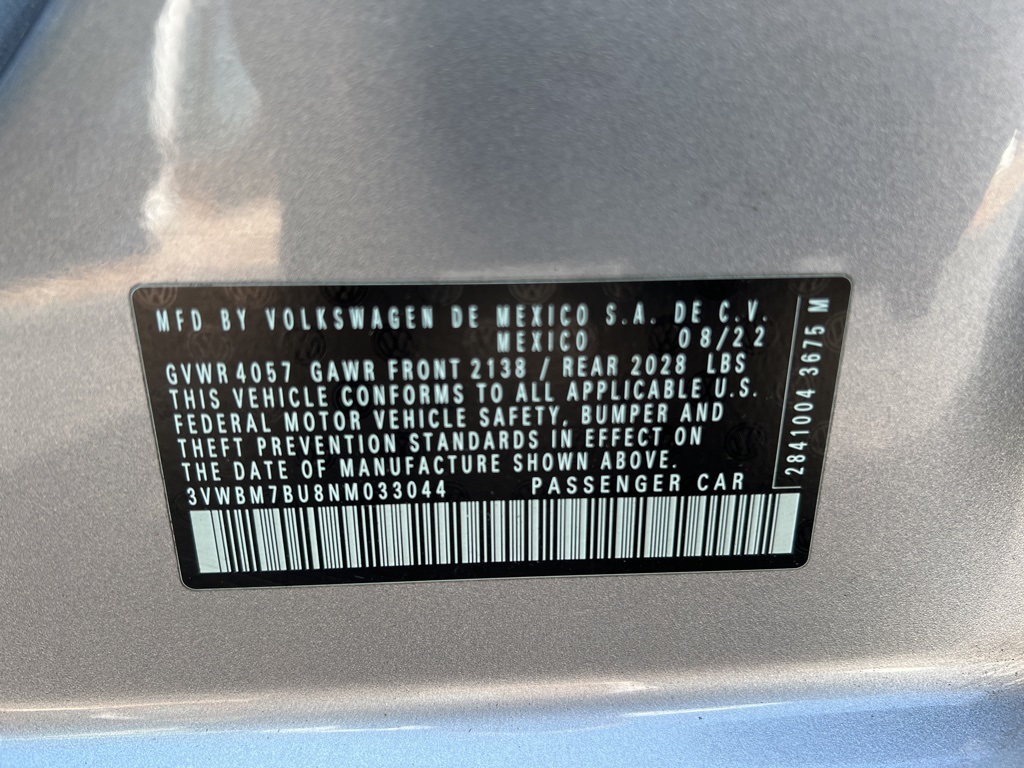 MFD BY VOLKSWAGEN DE MEXICO S.A. DE C.V.
MEXICO 08/22
GVWR 4057 GAWR FRONT 2138 / REAR 2028 LBS
THIS VEHICLE CONFORMS TO ALL APPLICABLE U.S.
FEDERAL MOTOR VEHICLE SAFETY, BUMPER AND
THEFT PREVENTION STANDARDS IN EFFECT ON
THE DATE OF MANUFACTURE SHOWN ABOVE.
3VWBM7BU8NM033044 PASSENGER CAR
2841004 3675 M